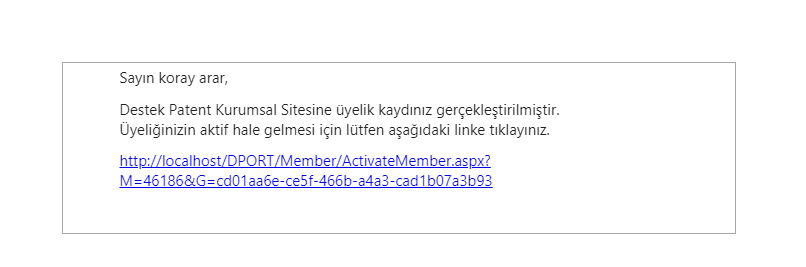 Sayın koray arar,
Destek Patent Kurumsal Sitesine üyelik kaydınız gerçekleştirilmiştir.
Üyeliğinizin aktif hale gelmesi için lütfen aşağıdaki linke tıklayınız.
http://localhost/DPORT/Member/ActivateMember.aspx?
M=46186&G=cd01aa6e-ce5f-466b-a4a3-cad1b07a3b93